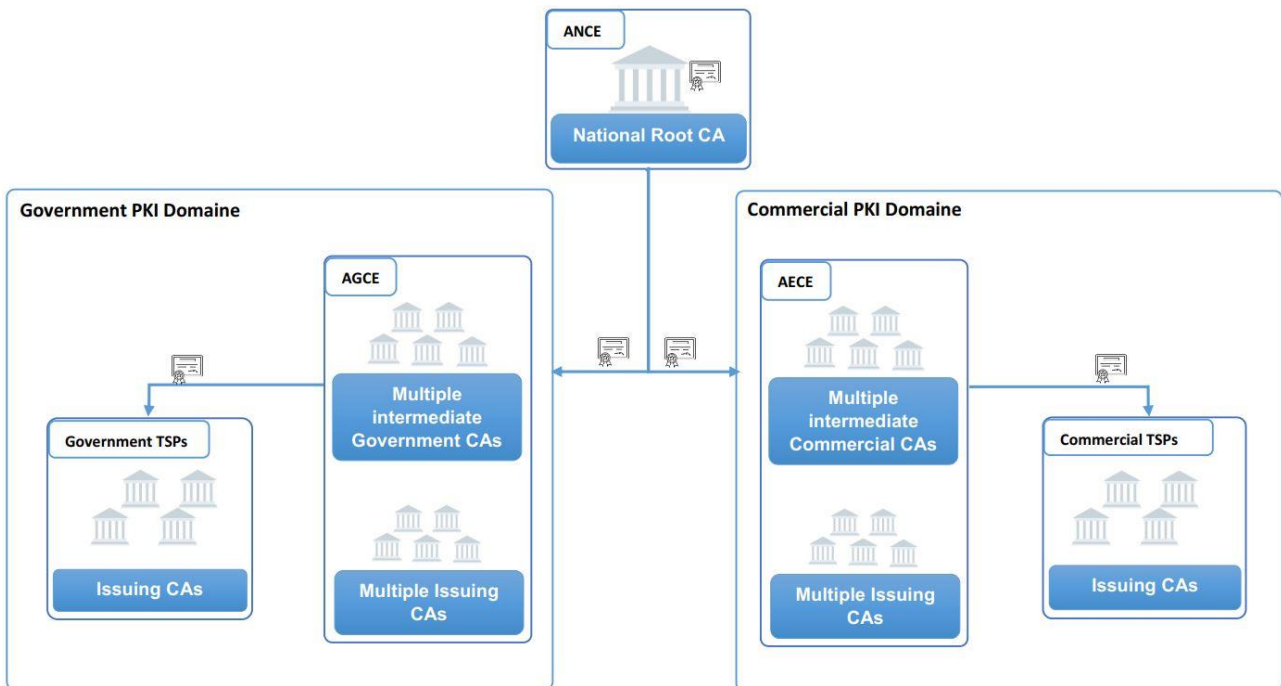 ANCE
National Root CA
Government PKI Domaine
AGCE
Multiple
intermediate
Government CAs
Government TSPs
Issuing CAs
Multiple Issuing
CAs
Commercial PKI Domaine
AECE
Multiple
intermediate
Commercial CAs
Multiple Issuing
CAs
Commercial TSPs
Issuing CAs